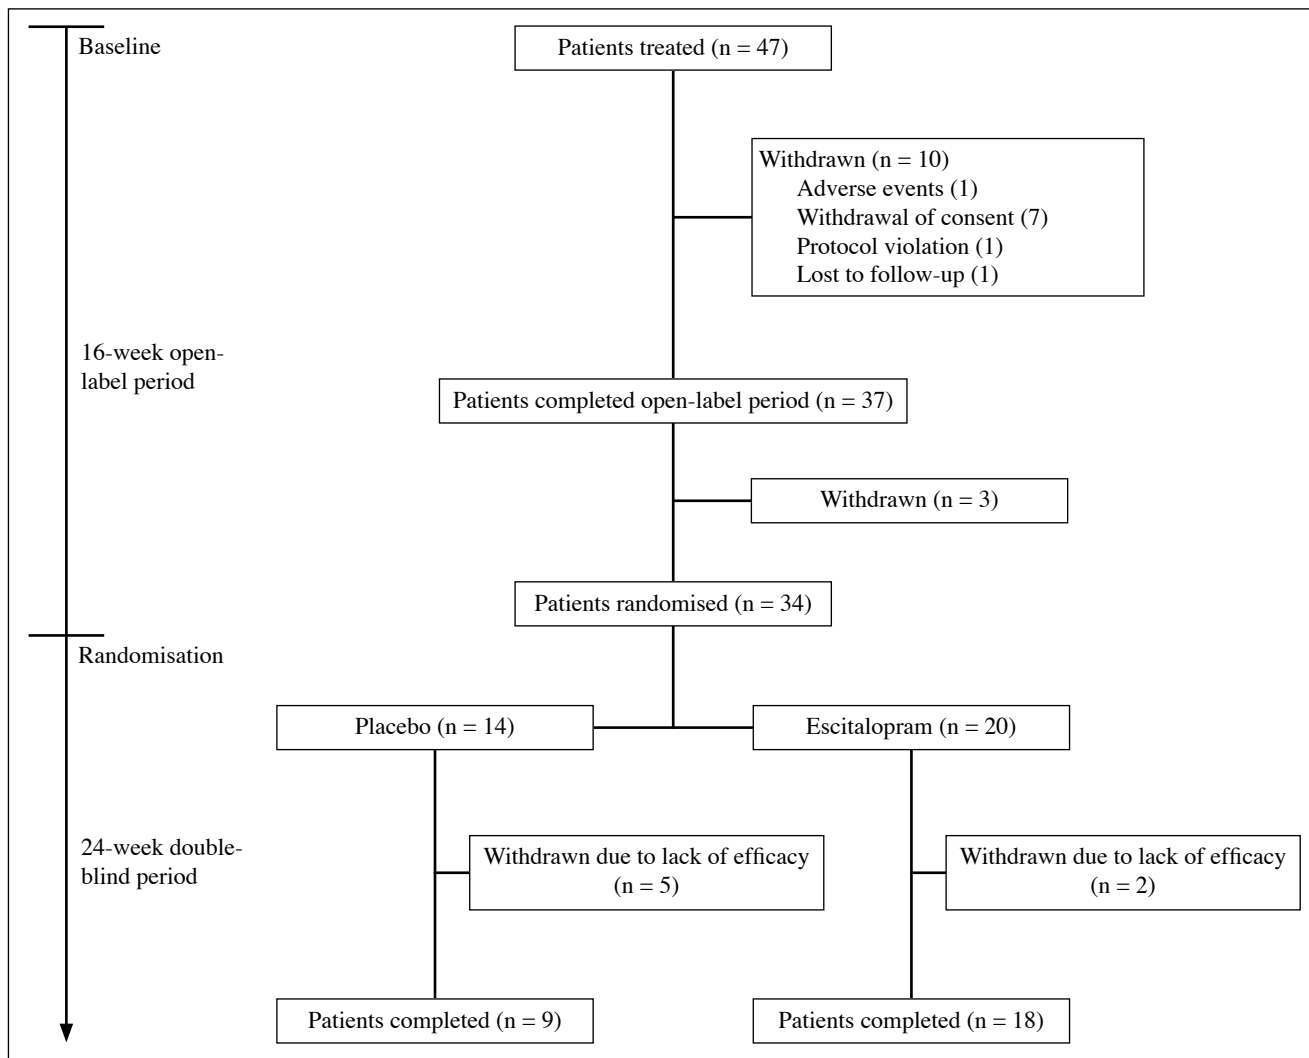 Baseline
Patients treated (n = 47)
Withdrawn (n = 10)
Adverse events (1)
Withdrawal of consent (7)
Protocol violation (1)
Lost to follow-up (1)
16-week open-
label period
Patients completed open-label period (n = 37)
Withdrawn (n = 3)
Patients randomised (n = 34)
Randomisation
Placebo (n = 14)
Escitalopram (n = 20)
24-week double-
blind period
Withdrawn due to lack of efficacy
(n = 5)
Withdrawn due to lack of efficacy
(n = 2)
Patients completed (n = 9)
Patients completed (n = 18)